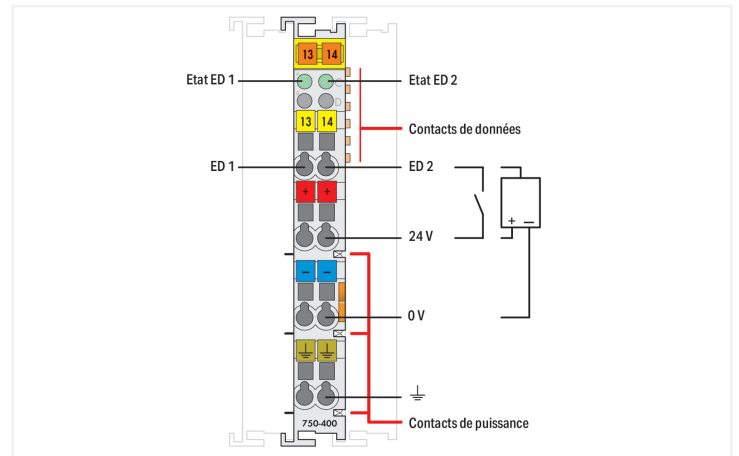 13 14
Etat ED 1
Etat ED 2
C
D
13 14
Contacts de données
ED 1
ED 2
+ +
+ –
24 V
– –
0 V
750-400
Contacts de puissance